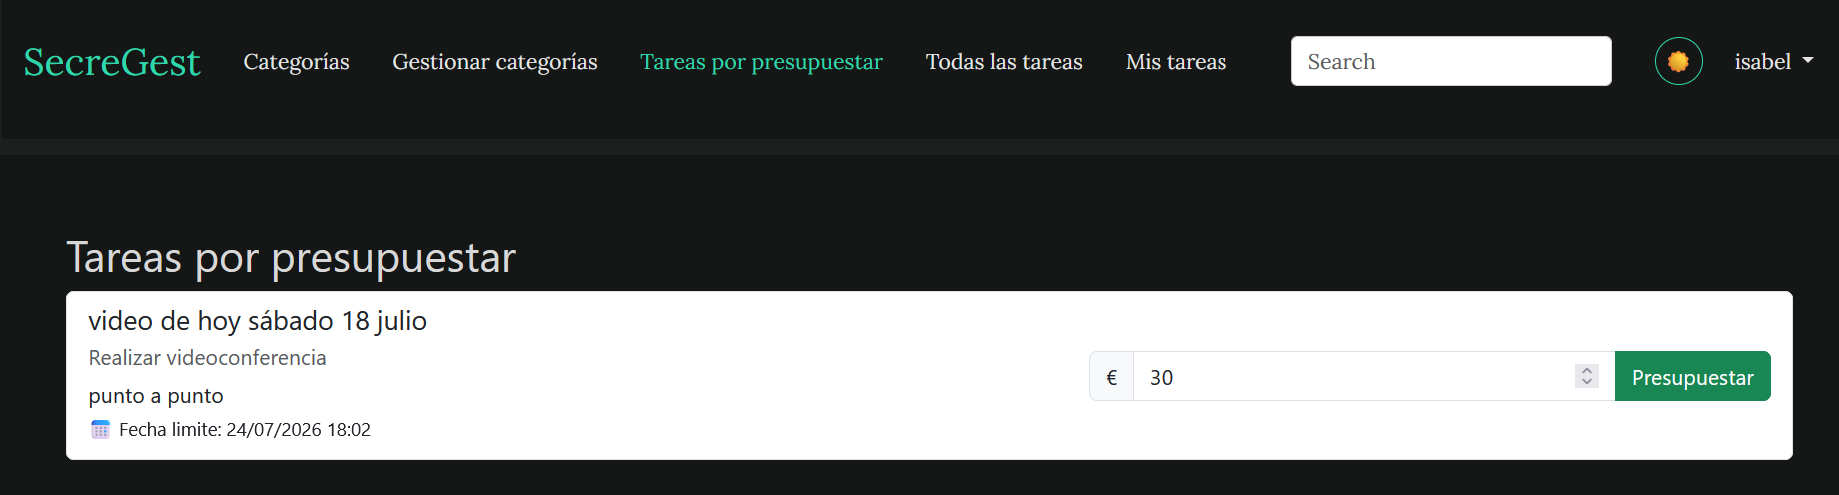 SecreGest Categorías Gestionar categorías Tareas por presupuestar Todas las tareas Mis tareas Search isabel
Tareas por presupuestar
video de hoy sábado 18 julio
Realizar videoconferencia
punto a punto
€ 30 Presupuestar
Fecha limite: 24/07/2026 18:02